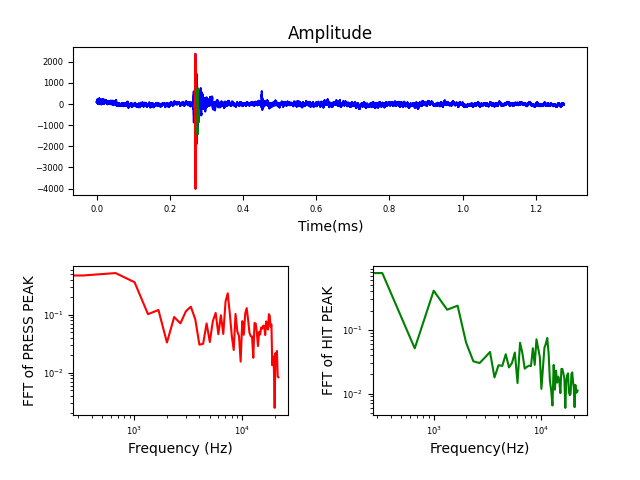 Amplitude
2000
1000
0
−1000
−2000
−3000
−4000
0.0 0.2 0.4 0.6 0.8 1.0 1.2
Time(ms)
FFT of PRESS PEAK
10⁻¹
10⁻²
10³ 10⁴
Frequency (Hz)
FFT of HIT PEAK
10⁻¹
10⁻²
10³ 10⁴
Frequency(Hz)